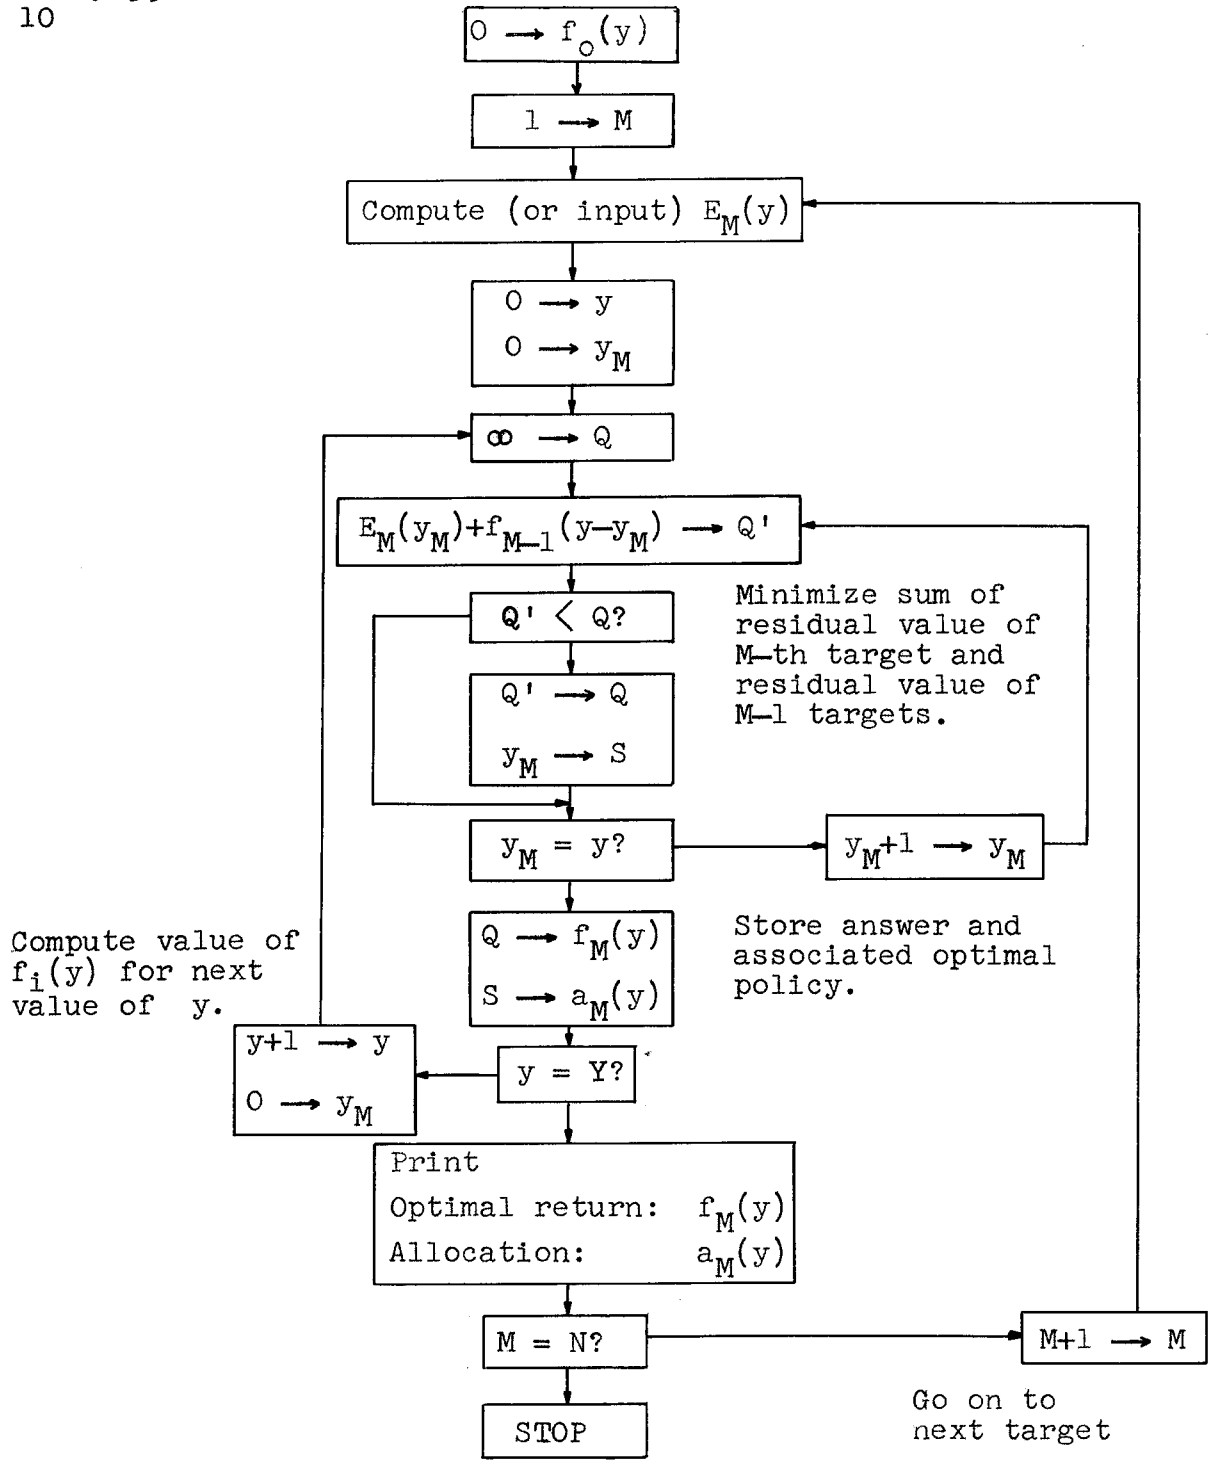 10
0 → f_o(y)
1 → M
Compute (or input) E_M(y)
0 → y
0 → y_M
∞ → Q
E_M(y_M)+f_{M-1}(y-y_M) → Q'
Q' < Q?
Minimize sum of
residual value of
M-th target and
residual value of
M-1 targets.
Q' → Q
y_M → S
y_M = y?
y_M+1 → y_M
Q → f_M(y)
S → a_M(y)
Store answer and
associated optimal
policy.
Compute value of
f_i(y) for next
value of y.
y+1 → y
0 → y_M
y = Y?
Print
Optimal return: f_M(y)
Allocation: a_M(y)
M = N?
M+1 → M
Go on to
next target
STOP